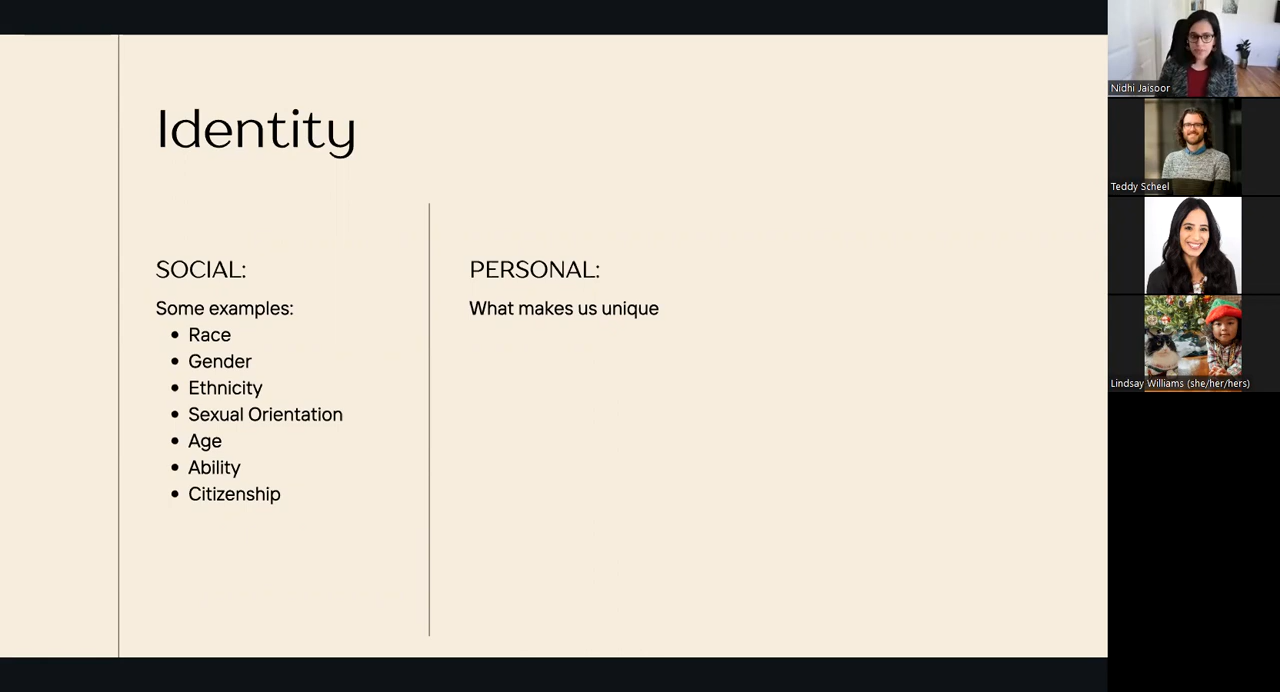 Identity
SOCIAL:
Some examples:
• Race
• Gender
• Ethnicity
• Sexual Orientation
• Age
• Ability
• Citizenship
PERSONAL:
What makes us unique
Nidhi Jaisoor
Teddy Scheel
Lindsay Williams (she/her/hers)